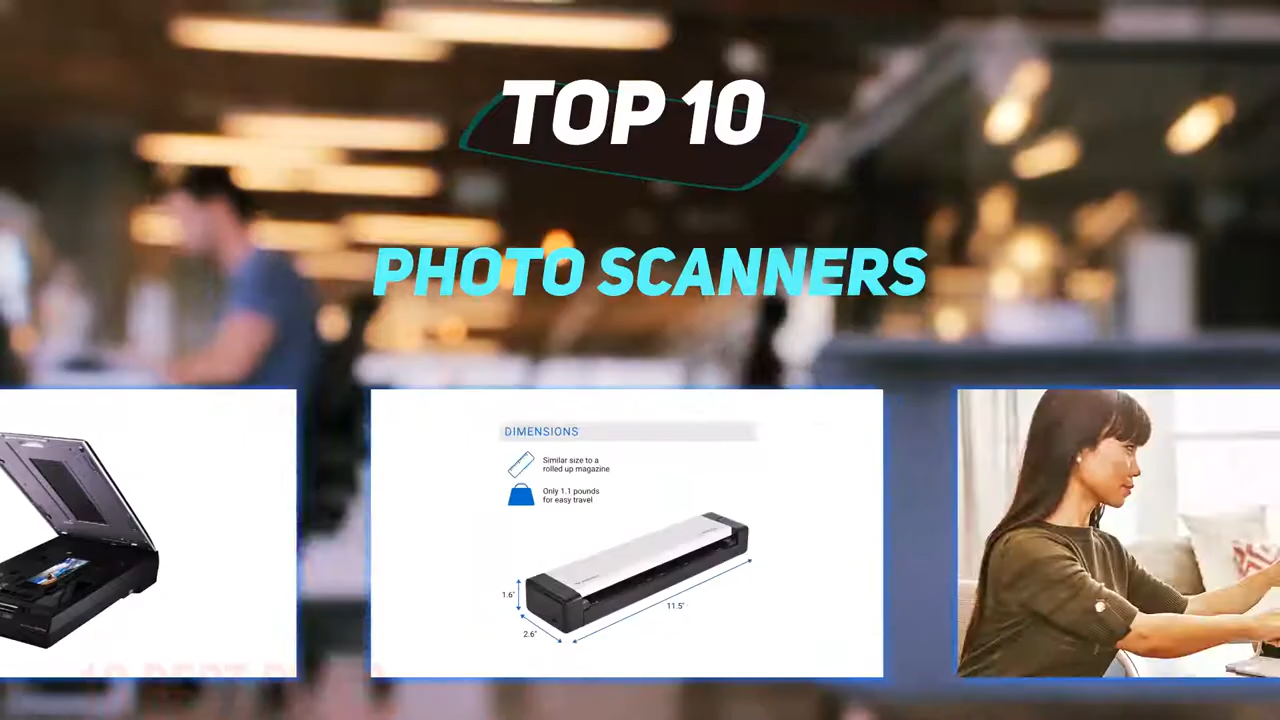 TOP 10
PHOTO SCANNERS
DIMENSIONS
Similar size to a
rolled up magazine
Only 1.1 pounds
for easy travel
1.6"
11.5"
2.6"